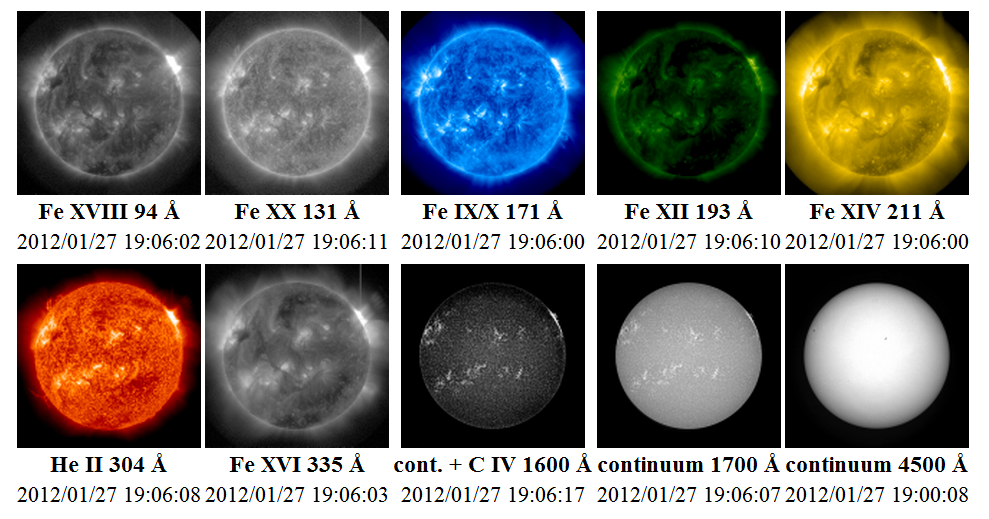 Fe XVIII 94 Å Fe XX 131 Å Fe IX/X 171 Å Fe XII 193 Å Fe XIV 211 Å
2012/01/27 19:06:02 2012/01/27 19:06:11 2012/01/27 19:06:00 2012/01/27 19:06:10 2012/01/27 19:06:00
He II 304 Å Fe XVI 335 Å cont. + C IV 1600 Å continuum 1700 Å continuum 4500 Å
2012/01/27 19:06:08 2012/01/27 19:06:03 2012/01/27 19:06:17 2012/01/27 19:06:07 2012/01/27 19:00:08